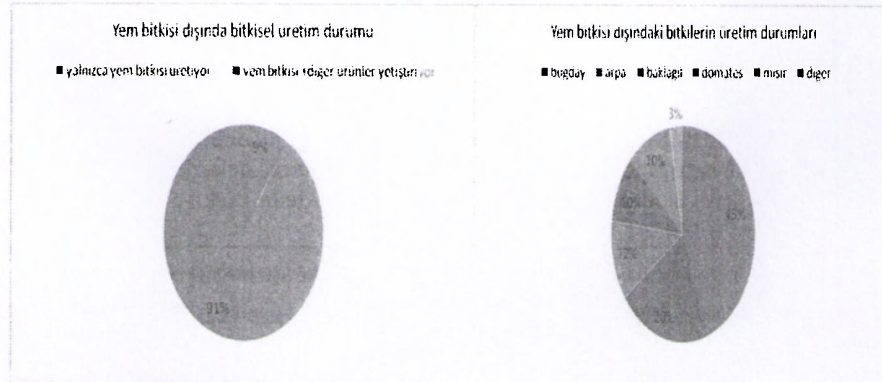 Yem bitkisi dışında bitkisel üretim durumu
yalnızca yem bitkisi üretiyor yem bitkisi +diğer ürünler yetiştiriyor
9%
91%
Yem bitkisi dışındaki bitkilerin üretim durumları
buğday arpa baklagil domates mısır diğer
3%
10%
10%
12%
20%
45%